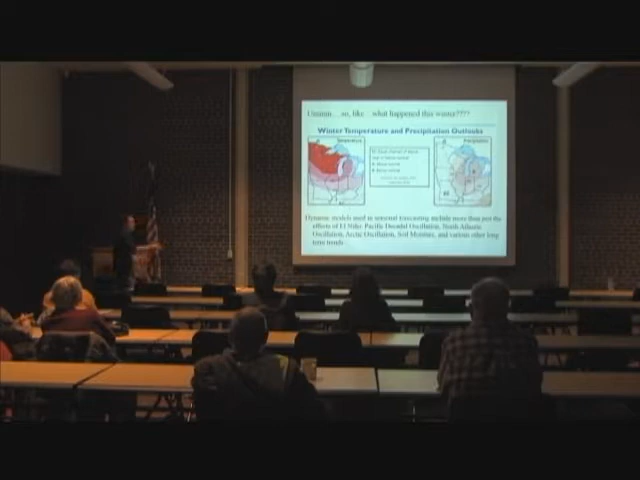 Ummm so, like what happened this winter????
Winter Temperature and Precipitation Outlooks
Temperature
Precipitation
Dynamic models used in seasonal forecasting include more than just the
effects of El Niño: Pacific Decadal Oscillation, North Atlantic
Oscillation, Arctic Oscillation, Soil Moisture, and various other long
term trends